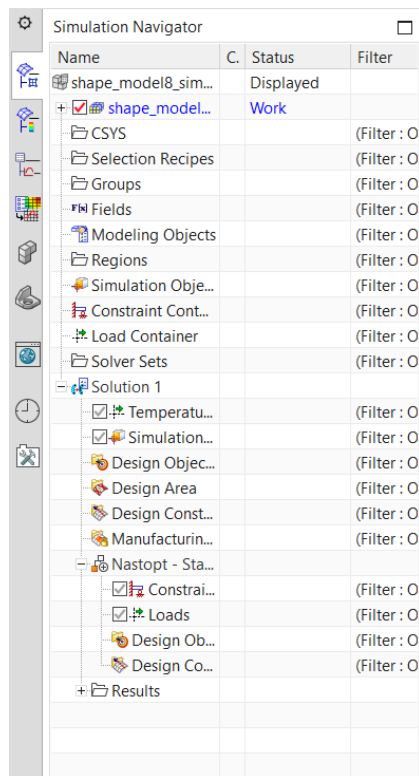 Simulation Navigator
Name C. Status Filter
shape_model8_sim... Displayed
shape_model... Work
CSYS (Filter : O
Selection Recipes (Filter : O
Groups (Filter : O
Fields (Filter : O
Modeling Objects (Filter : O
Regions (Filter : O
Simulation Obje... (Filter : O
Constraint Cont... (Filter : O
Load Container (Filter : O
Solver Sets (Filter : O
Solution 1
Temperatu... (Filter : O
Simulation... (Filter : O
Design Objec... (Filter : O
Design Area (Filter : O
Design Const... (Filter : O
Manufacturin... (Filter : O
Nastopt - Sta...
Constrai... (Filter : O
Loads (Filter : O
Design Ob... (Filter : O
Design Co... (Filter : O
Results